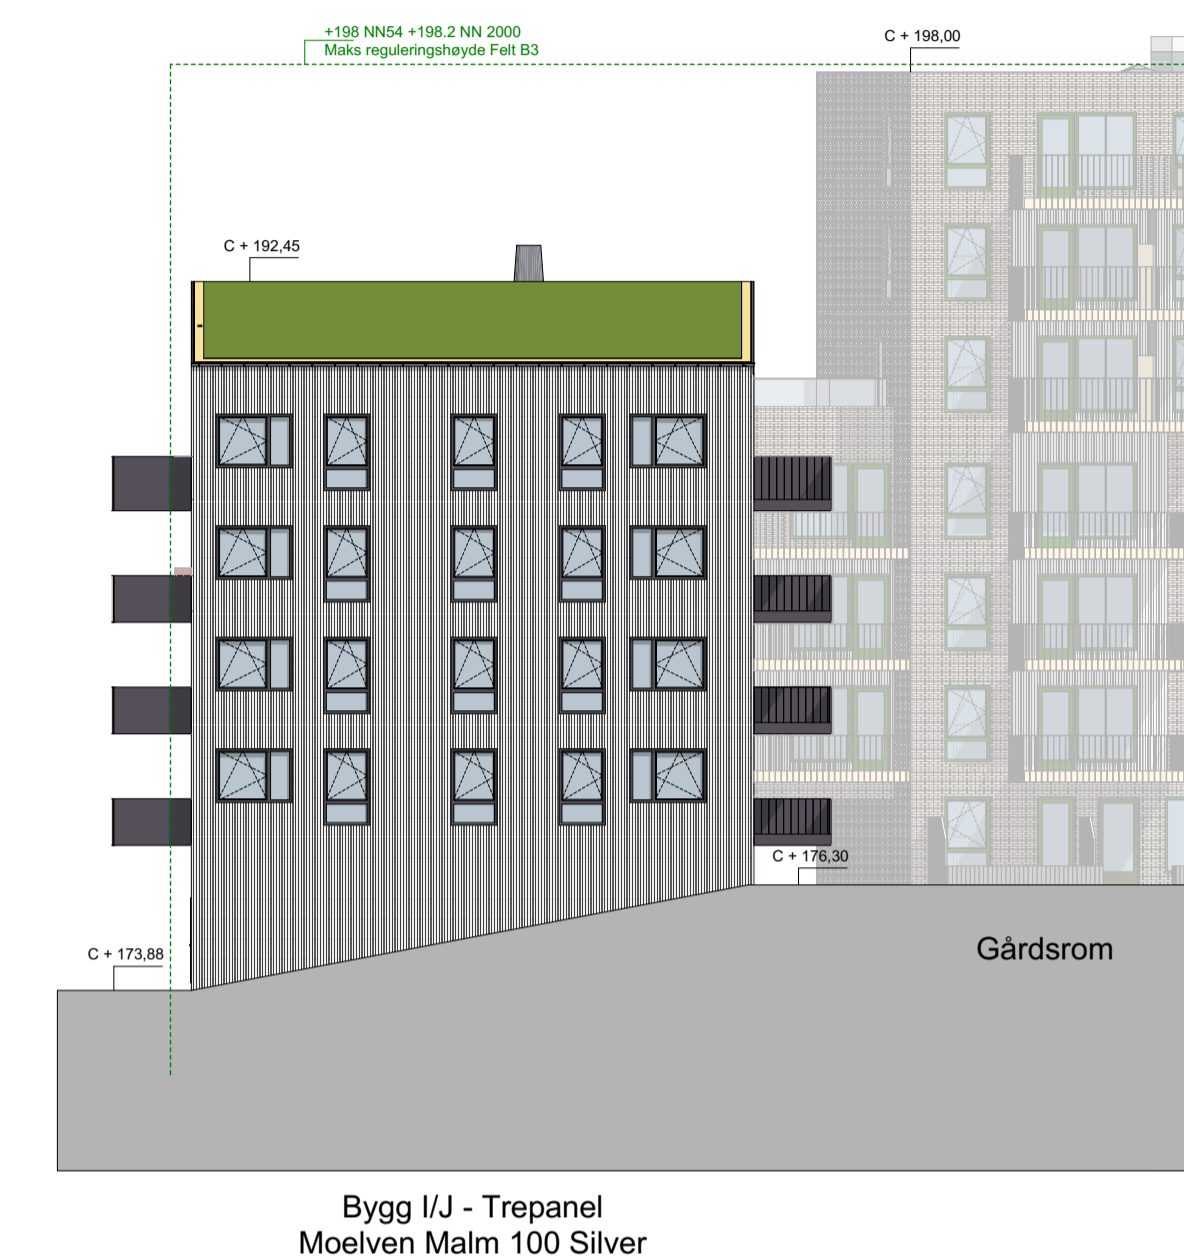 +198 NN54 +198.2 NN 2000
Maks reguleringshøyde Felt B3
C + 198,00
C + 192,45
C + 176,30
C + 173,88
Gårdsrom
Bygg I/J - Trepanel
Moelven Malm 100 Silver